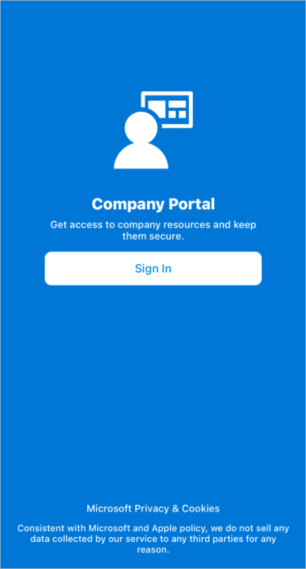 Company Portal
Get access to company resources and keep
them secure.
Sign In
Microsoft Privacy & Cookies
Consistent with Microsoft and Apple policy, we do not sell any
data collected by our service to any third parties for any
reason.